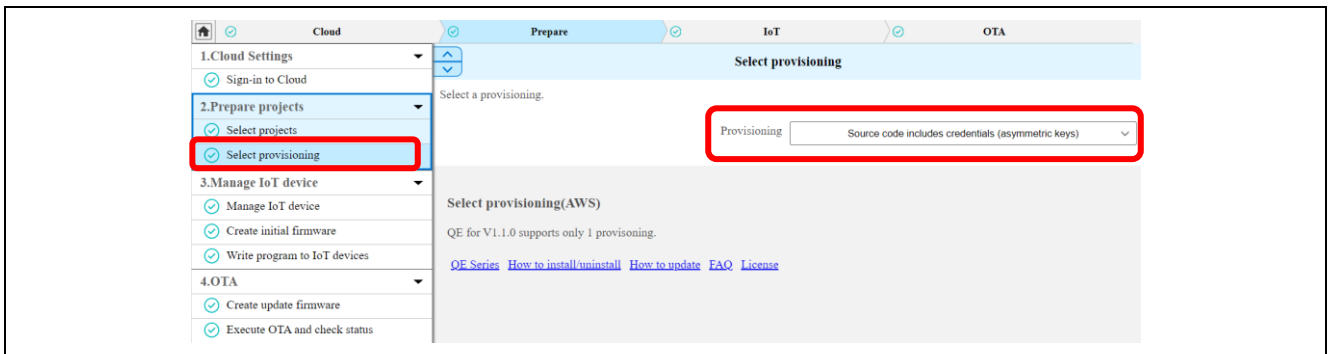 Cloud
Prepare
IoT
OTA
1.Cloud Settings
Sign-in to Cloud
2.Prepare projects
Select projects
Select provisioning
3.Manage IoT device
Manage IoT device
Create initial firmware
Write program to IoT devices
4.OTA
Create update firmware
Execute OTA and check status
Select provisioning
Select a provisioning.
Provisioning Source code includes credentials (asymmetric keys)
Select provisioning(AWS)
QE for V1.1.0 supports only 1 provisoning.
QE Series How to install/uninstall How to update FAQ License